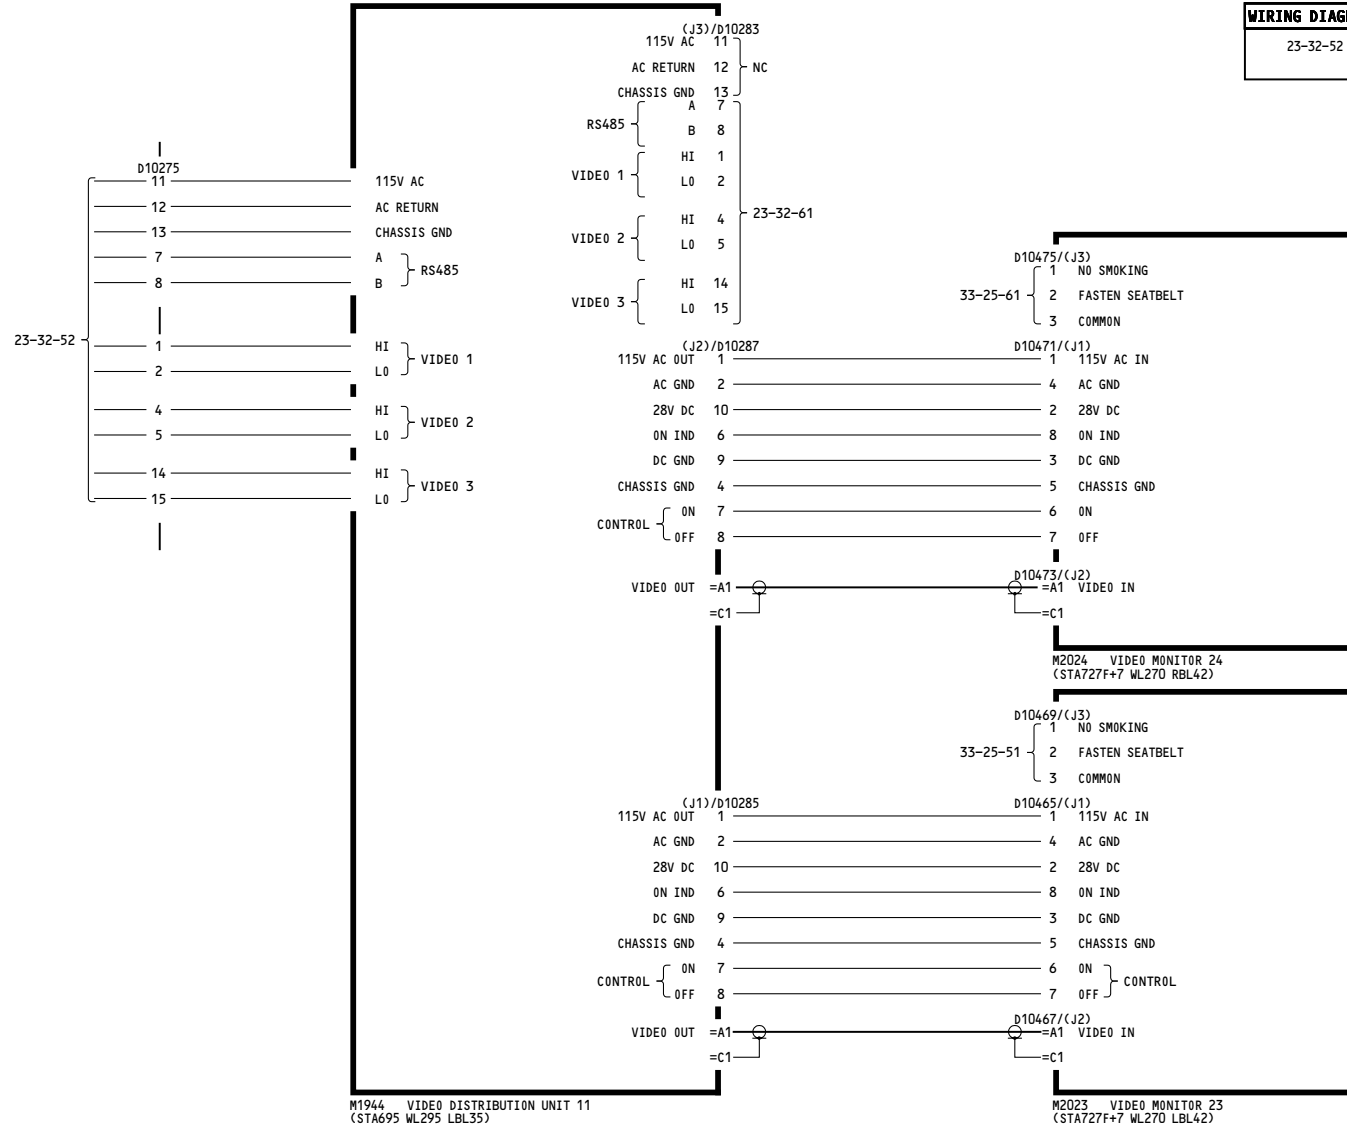 WIRING DIAG
23-32-52
(J3)/D10283
115V AC 11
AC RETURN 12 NC
CHASSIS GND 13
A 7
RS485
B 8
HI 1
VIDEO 1
LO 2
HI 4
23-32-61
VIDEO 2
LO 5
HI 14
VIDEO 3
LO 15
D10275
11 115V AC
12 AC RETURN
13 CHASSIS GND
7 A
RS485
8 B
23-32-52
1 HI
VIDEO 1
2 LO
4 HI
VIDEO 2
5 LO
14 HI
VIDEO 3
15 LO
D10475/(J3)
1 NO SMOKING
33-25-61 2 FASTEN SEATBELT
3 COMMON
(J2)/D10287 D10471/(J1)
115V AC OUT 1 1 115V AC IN
AC GND 2 4 AC GND
28V DC 10 2 28V DC
ON IND 6 8 ON IND
DC GND 9 3 DC GND
CHASSIS GND 4 5 CHASSIS GND
ON 7 6 ON
CONTROL
OFF 8 7 OFF
D10473/(J2)
VIDEO OUT =A1 =A1 VIDEO IN
=C1 =C1
M2024 VIDEO MONITOR 24
(STA727F+7 WL270 RBL42)
D10469/(J3)
1 NO SMOKING
33-25-51 2 FASTEN SEATBELT
3 COMMON
(J1)/D10285 D10465/(J1)
115V AC OUT 1 1 115V AC IN
AC GND 2 4 AC GND
28V DC 10 2 28V DC
ON IND 6 8 ON IND
DC GND 9 3 DC GND
CHASSIS GND 4 5 CHASSIS GND
ON 7 6 ON
CONTROL CONTROL
OFF 8 7 OFF
D10467/(J2)
VIDEO OUT =A1 =A1 VIDEO IN
=C1 =C1
M1944 VIDEO DISTRIBUTION UNIT 11
(STA695 WL295 LBL35)
M2023 VIDEO MONITOR 23
(STA727F+7 WL270 LBL42)